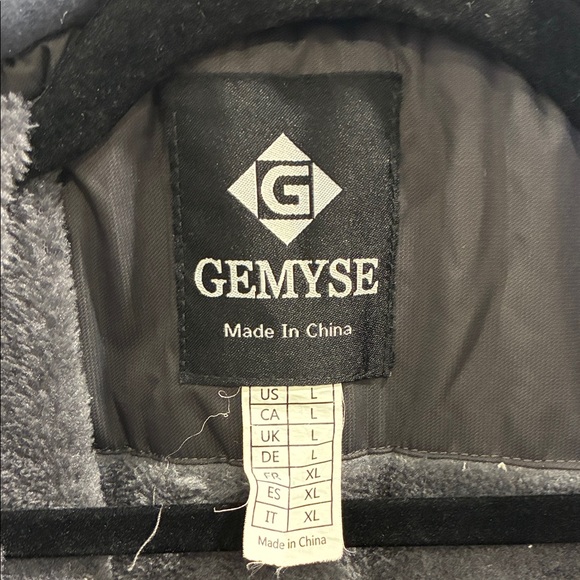 G
GEMYSE
Made In China
US L
CA L
UK L
DE L
FR XL
ES XL
IT XL
Made in China